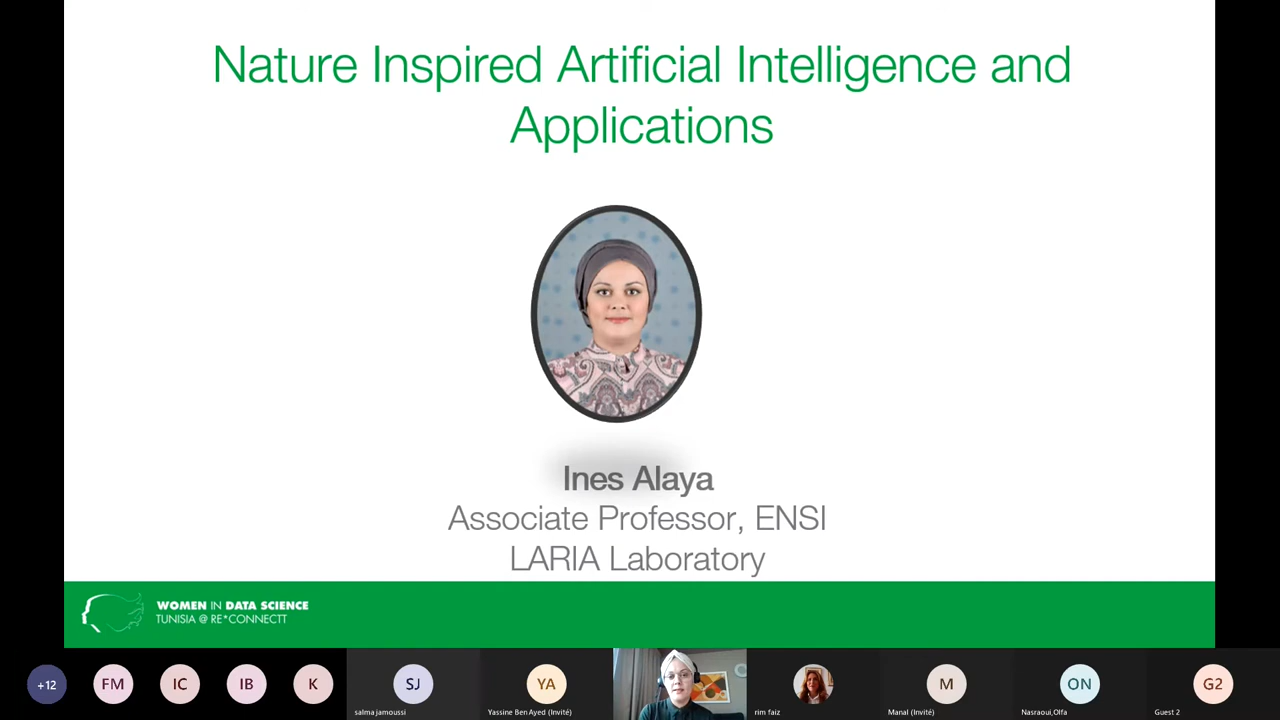 Nature Inspired Artificial Intelligence and
Applications
Ines Alaya
Associate Professor, ENSI
LARIA Laboratory
WOMEN IN DATA SCIENCE
TUNISIA @ RE*CONNECTT
+12
FM
IC
IB
K
SJ
salma jamoussi
YA
Yassine Ben Ayed (Invité)
rim faiz
M
Manal (Invité)
ON
Nasraoui,Olfa
G2
Guest 2